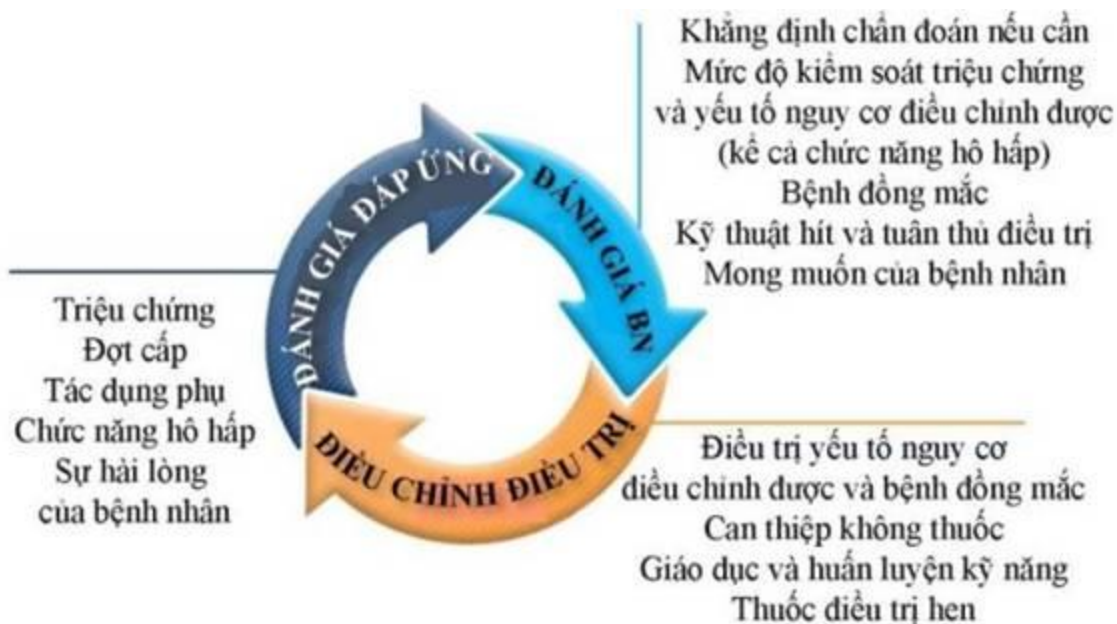 Khẳng định chẩn đoán nếu cần
Mức độ kiểm soát triệu chứng
và yếu tố nguy cơ điều chỉnh được
(kể cả chức năng hô hấp)
Bệnh đồng mắc
Kỹ thuật hít và tuân thủ điều trị
Mong muốn của bệnh nhân
ĐÁNH GIÁ ĐÁP ỨNG
ĐÁNH GIÁ BN
ĐIỀU CHỈNH ĐIỀU TRỊ
Triệu chứng
Đợt cấp
Tác dụng phụ
Chức năng hô hấp
Sự hài lòng
của bệnh nhân
Điều trị yếu tố nguy cơ
điều chỉnh được và bệnh đồng mắc
Can thiệp không thuốc
Giáo dục và huấn luyện kỹ năng
Thuốc điều trị hen